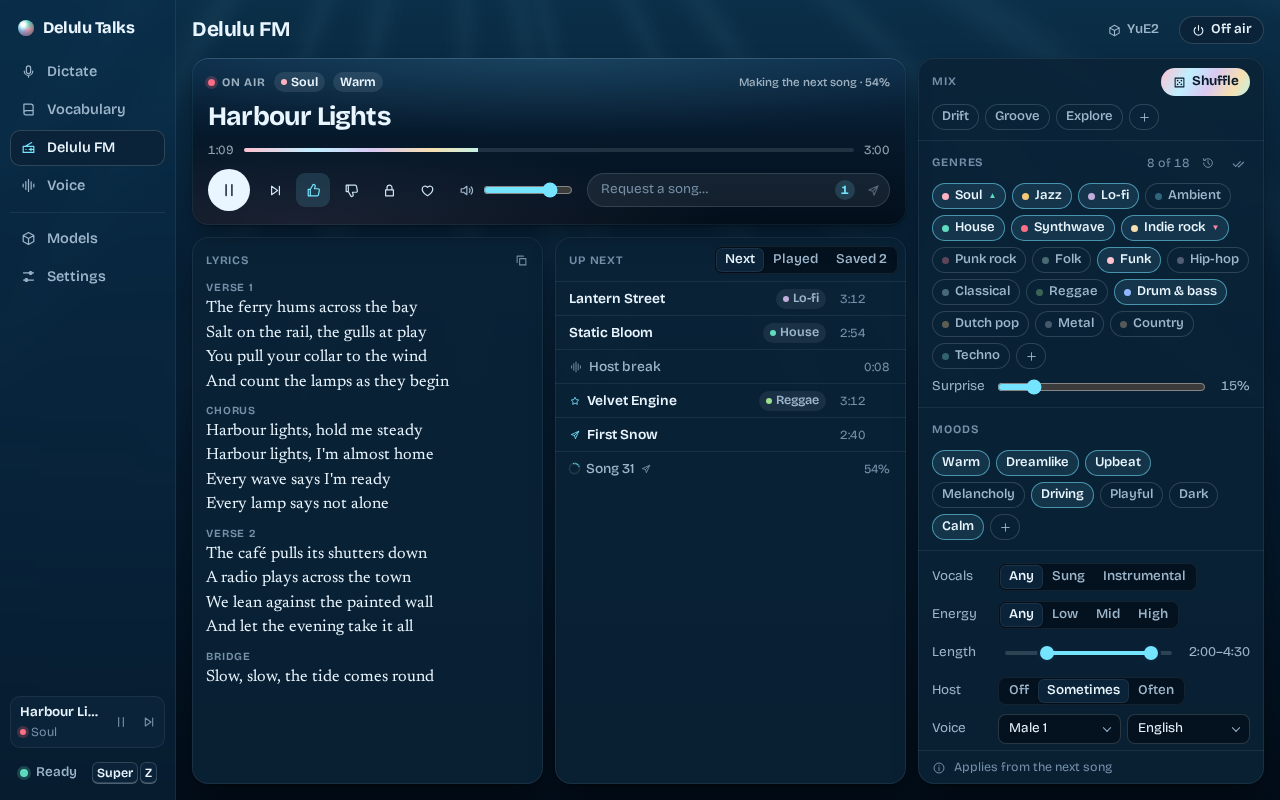 Delulu Talks
Dictate
Vocabulary
Delulu FM
Voice
Models
Settings
Harbour Li...
Soul
Ready
Super Z
Delulu FM
YuE2
Off air
ON AIR Soul Warm
Making the next song · 54%
Harbour Lights
1:09
3:00
Request a song...
1
LYRICS
VERSE 1
The ferry hums across the bay
Salt on the rail, the gulls at play
You pull your collar to the wind
And count the lamps as they begin
CHORUS
Harbour lights, hold me steady
Harbour lights, I'm almost home
Every wave says I'm ready
Every lamp says not alone
VERSE 2
The café pulls its shutters down
A radio plays across the town
We lean against the painted wall
And let the evening take it all
BRIDGE
Slow, slow, the tide comes round
UP NEXT
Next Played Saved 2
Lantern Street Lo-fi 3:12
Static Bloom House 2:54
Host break 0:08
Velvet Engine Reggae 3:12
First Snow 2:40
Song 31 54%
MIX
Shuffle
Drift Groove Explore +
GENRES
8 of 18
Soul Jazz Lo-fi Ambient
House Synthwave Indie rock
Punk rock Folk Funk Hip-hop
Classical Reggae Drum & bass
Dutch pop Metal Country
Techno +
Surprise 15%
MOODS
Warm Dreamlike Upbeat
Melancholy Driving Playful Dark
Calm +
Vocals Any Sung Instrumental
Energy Any Low Mid High
Length 2:00–4:30
Host Off Sometimes Often
Voice Male 1 English
Applies from the next song